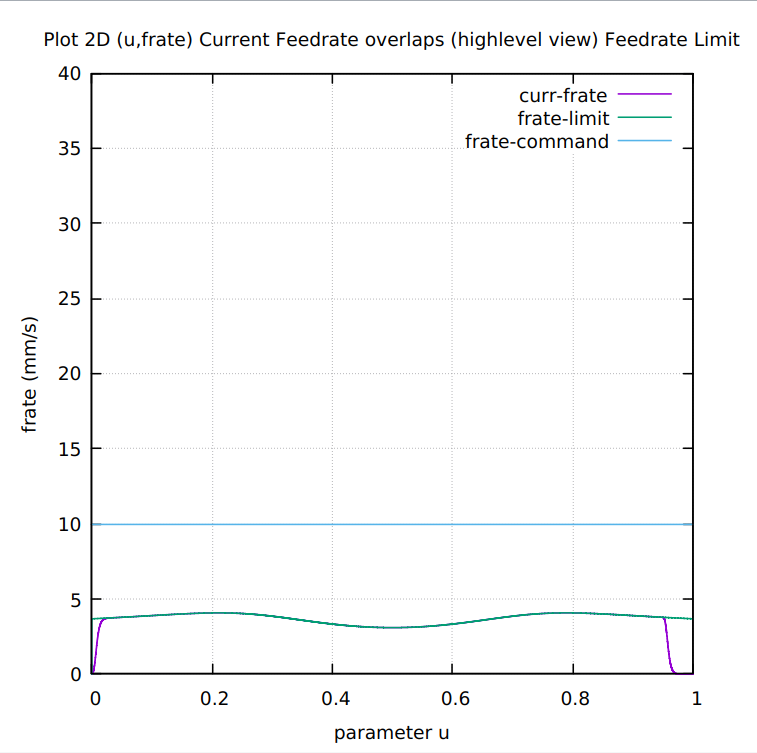 Plot 2D (u,frate) Current Feedrate overlaps (highlevel view) Feedrate Limit
curr-frate
frate-limit
frate-command
40
35
30
25
20
15
10
5
0
frate (mm/s)
0 0.2 0.4 0.6 0.8 1
parameter u